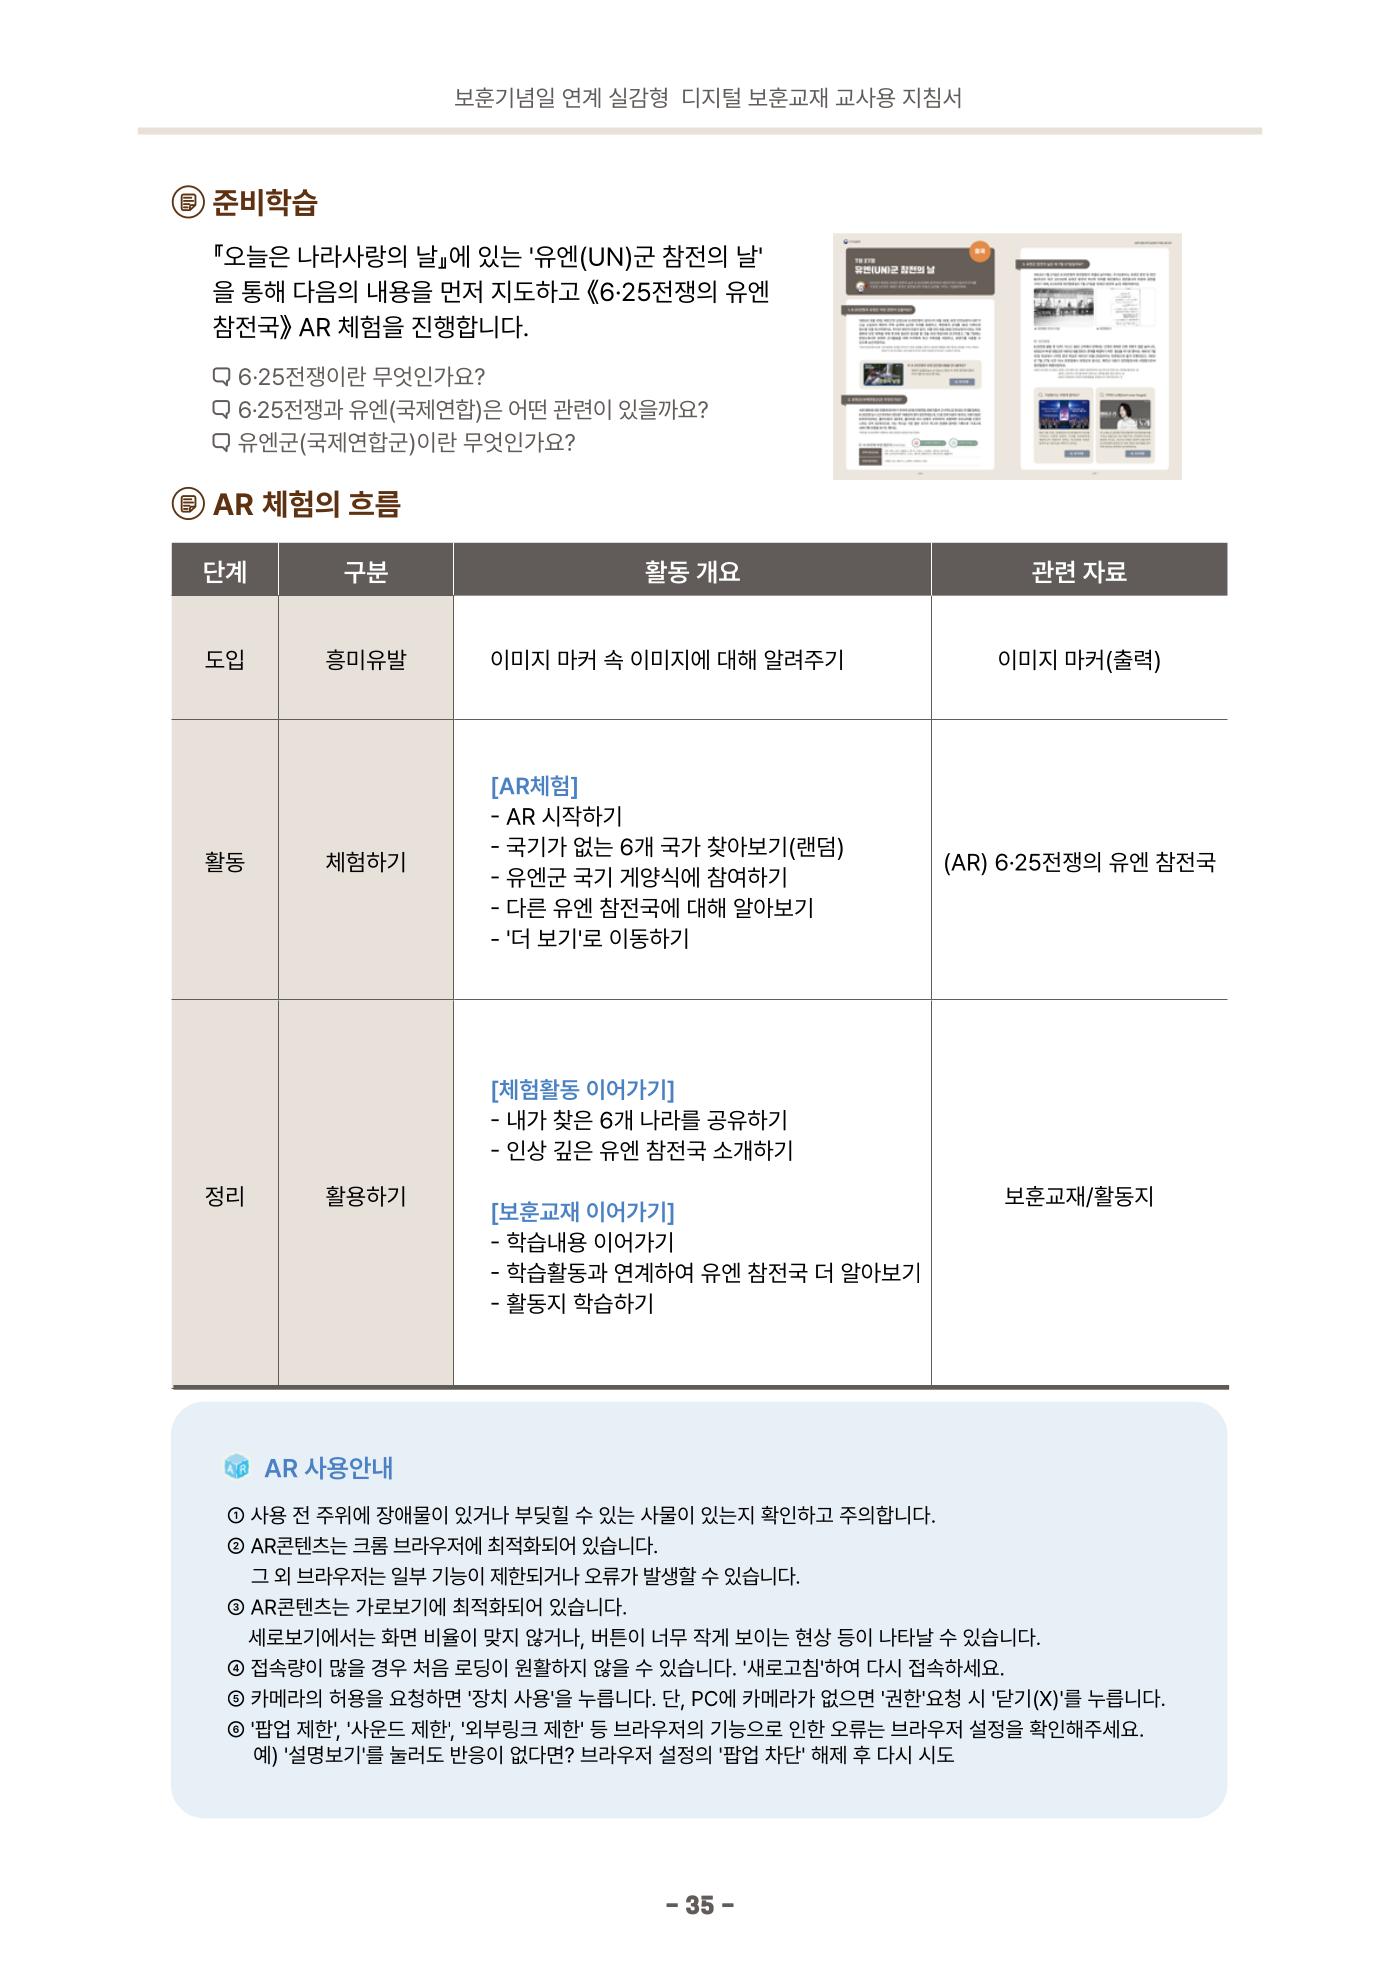 보훈기념일 연계 실감형 디지털 보훈교재 교사용 지침서
준비학습
『오늘은 나라사랑의 날』에 있는 '유엔(UN)군 참전의 날'
을 통해 다음의 내용을 먼저 지도하고 《6·25전쟁의 유엔
참전국》 AR 체험을 진행합니다.
6·25전쟁이란 무엇인가요?
6·25전쟁과 유엔(국제연합)은 어떤 관련이 있을까요?
유엔군(국제연합군)이란 무엇인가요?
7월 27일
유엔(UN)군 참전의 날
AR 체험의 흐름
단계 구분 활동 개요 관련 자료
도입 흥미유발 이미지 마커 속 이미지에 대해 알려주기 이미지 마커(출력)
활동 체험하기
[AR체험]
- AR 시작하기
- 국기가 없는 6개 국가 찾아보기(랜덤)
- 유엔군 국기 게양식에 참여하기
- 다른 유엔 참전국에 대해 알아보기
- '더 보기'로 이동하기
(AR) 6·25전쟁의 유엔 참전국
정리 활용하기
[체험활동 이어가기]
- 내가 찾은 6개 나라를 공유하기
- 인상 깊은 유엔 참전국 소개하기
[보훈교재 이어가기]
- 학습내용 이어가기
- 학습활동과 연계하여 유엔 참전국 더 알아보기
- 활동지 학습하기
보훈교재/활동지
AR 사용안내
① 사용 전 주위에 장애물이 있거나 부딪힐 수 있는 사물이 있는지 확인하고 주의합니다.
② AR콘텐츠는 크롬 브라우저에 최적화되어 있습니다.
그 외 브라우저는 일부 기능이 제한되거나 오류가 발생할 수 있습니다.
③ AR콘텐츠는 가로보기에 최적화되어 있습니다.
세로보기에서는 화면 비율이 맞지 않거나, 버튼이 너무 작게 보이는 현상 등이 나타날 수 있습니다.
④ 접속량이 많을 경우 처음 로딩이 원활하지 않을 수 있습니다. '새로고침'하여 다시 접속하세요.
⑤ 카메라의 허용을 요청하면 '장치 사용'을 누릅니다. 단, PC에 카메라가 없으면 '권한'요청 시 '닫기(X)'를 누릅니다.
⑥ '팝업 제한', '사운드 제한', '외부링크 제한' 등 브라우저의 기능으로 인한 오류는 브라우저 설정을 확인해주세요.
예) '설명보기'를 눌러도 반응이 없다면? 브라우저 설정의 '팝업 차단' 해제 후 다시 시도
- 35 -